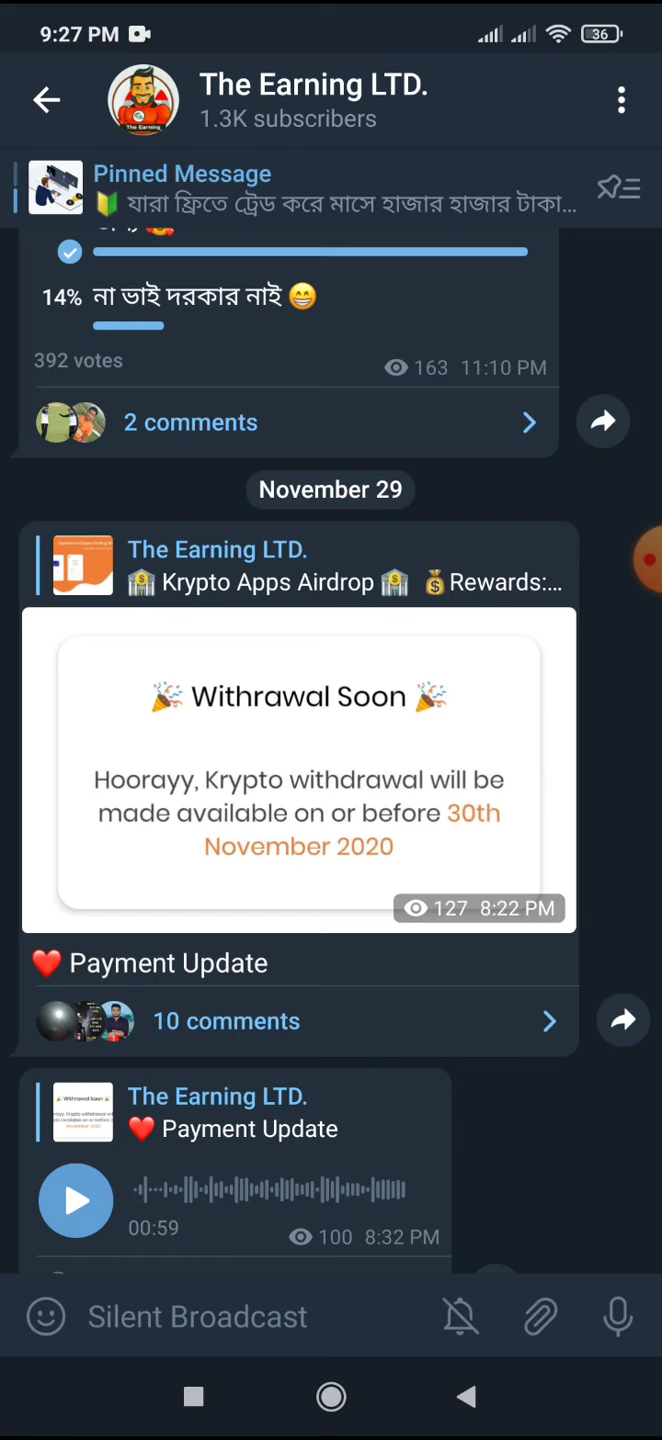 9:27 PM
36
The Earning LTD.
1.3K subscribers
The Earning
Pinned Message
🔰 যারা ফ্রিতে ট্রেড করে মাসে হাজার হাজার টাকা...
14% না ভাই দরকার নাই 😁
392 votes
163 11:10 PM
2 comments
November 29
The Earning LTD.
🏦 Krypto Apps Airdrop 🏦 💰Rewards:...
🎉 Withrawal Soon 🎉
Hoorayy, Krypto withdrawal will be
made available on or before 30th
November 2020
127 8:22 PM
❤️ Payment Update
10 comments
The Earning LTD.
❤️ Payment Update
00:59
100 8:32 PM
Silent Broadcast